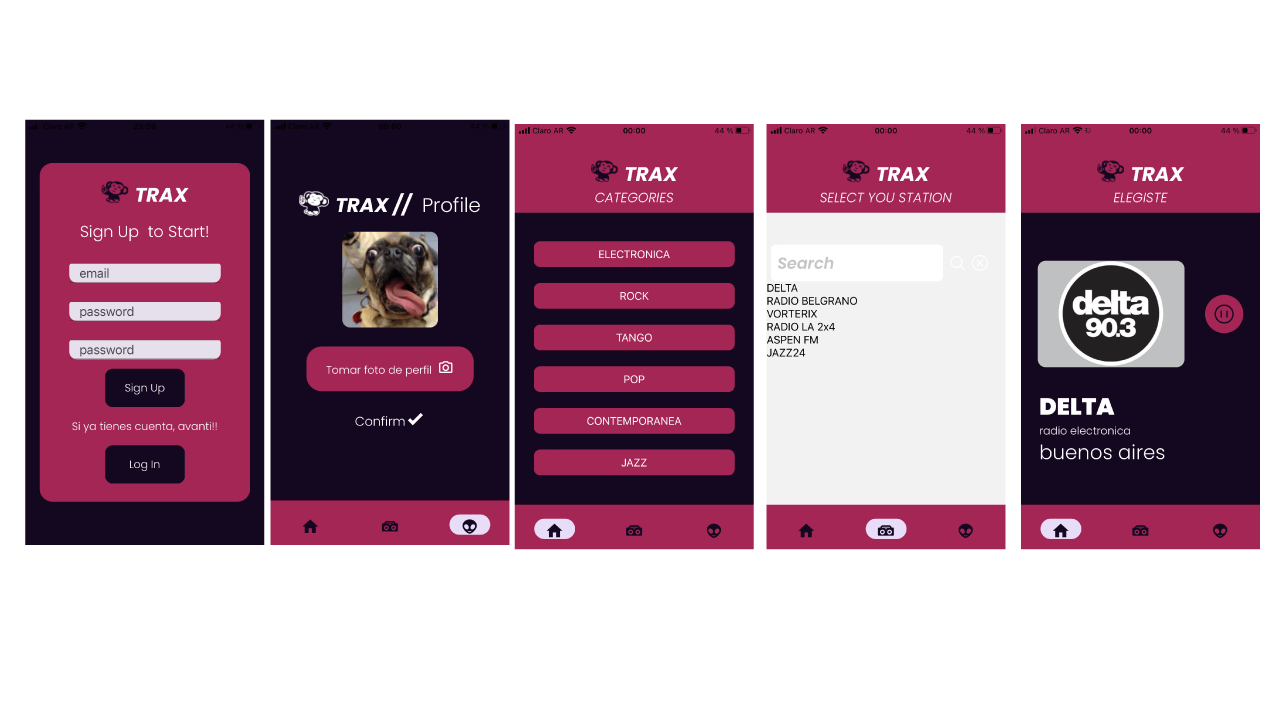 TRAX
Sign Up to Start!
email
password
password
Sign Up
Si ya tienes cuenta, avanti!!
Log In
TRAX // Profile
Tomar foto de perfil
Confirm
Claro AR 00:00 44 %
TRAX
CATEGORIES
ELECTRONICA
ROCK
TANGO
POP
CONTEMPORANEA
JAZZ
Claro AR 00:00 44 %
TRAX
SELECT YOU STATION
Search
DELTA
RADIO BELGRANO
VORTERIX
RADIO LA 2x4
ASPEN FM
JAZZ24
Claro AR 00:00 44 %
TRAX
ELEGISTE
delta
90.3
DELTA
radio electronica
buenos aires